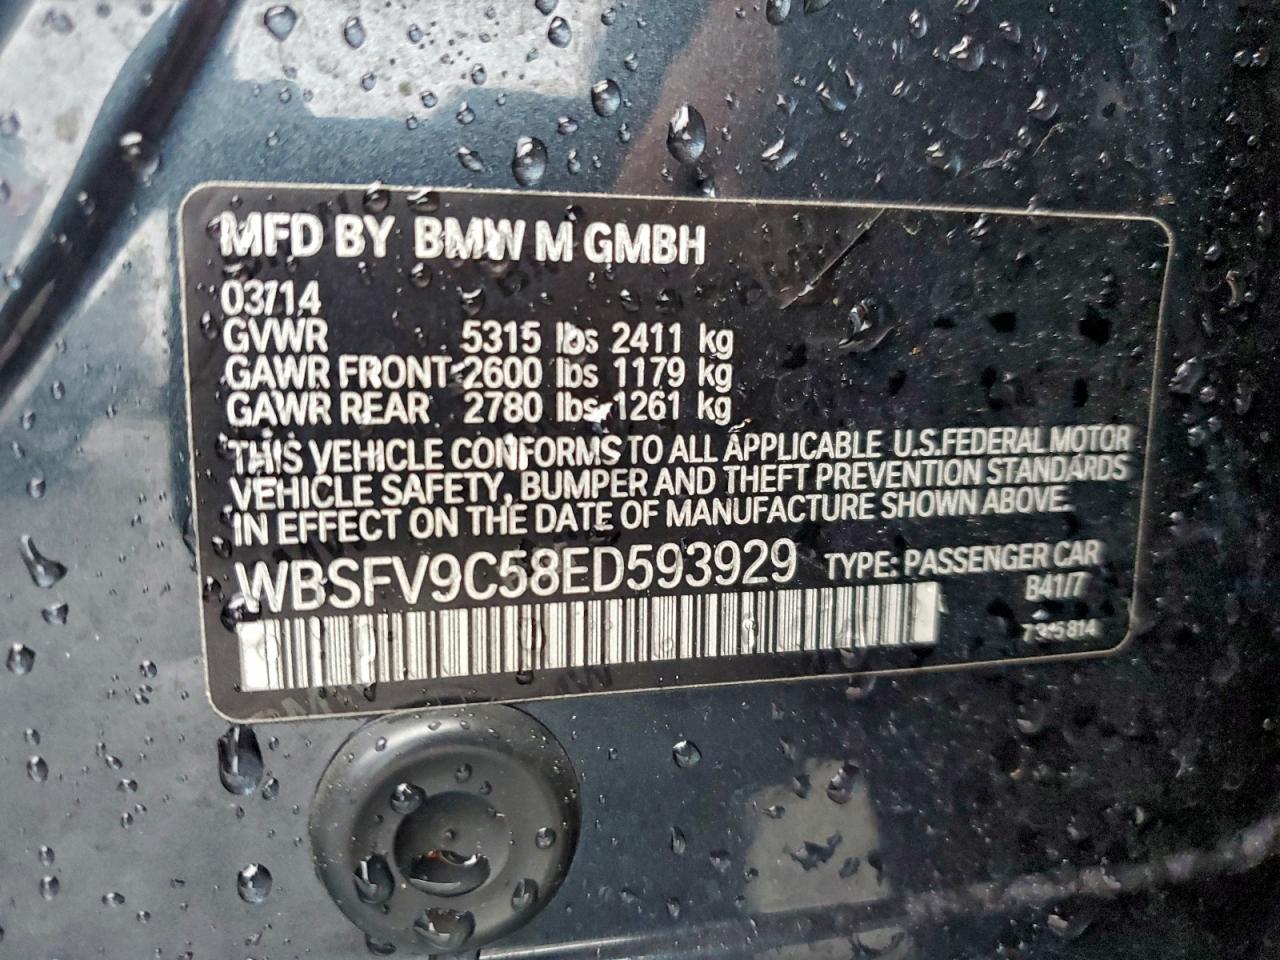 MFD BY BMW M GMBH
03/14
GVWR 5315 lbs 2411 kg
GAWR FRONT 2600 lbs 1179 kg
GAWR REAR 2780 lbs 1261 kg
THIS VEHICLE CONFORMS TO ALL APPLICABLE U.S.FEDERAL MOTOR
VEHICLE SAFETY, BUMPER AND THEFT PREVENTION STANDARDS
IN EFFECT ON THE DATE OF MANUFACTURE SHOWN ABOVE.
WBSFV9C58ED593929 TYPE: PASSENGER CAR
B41/7